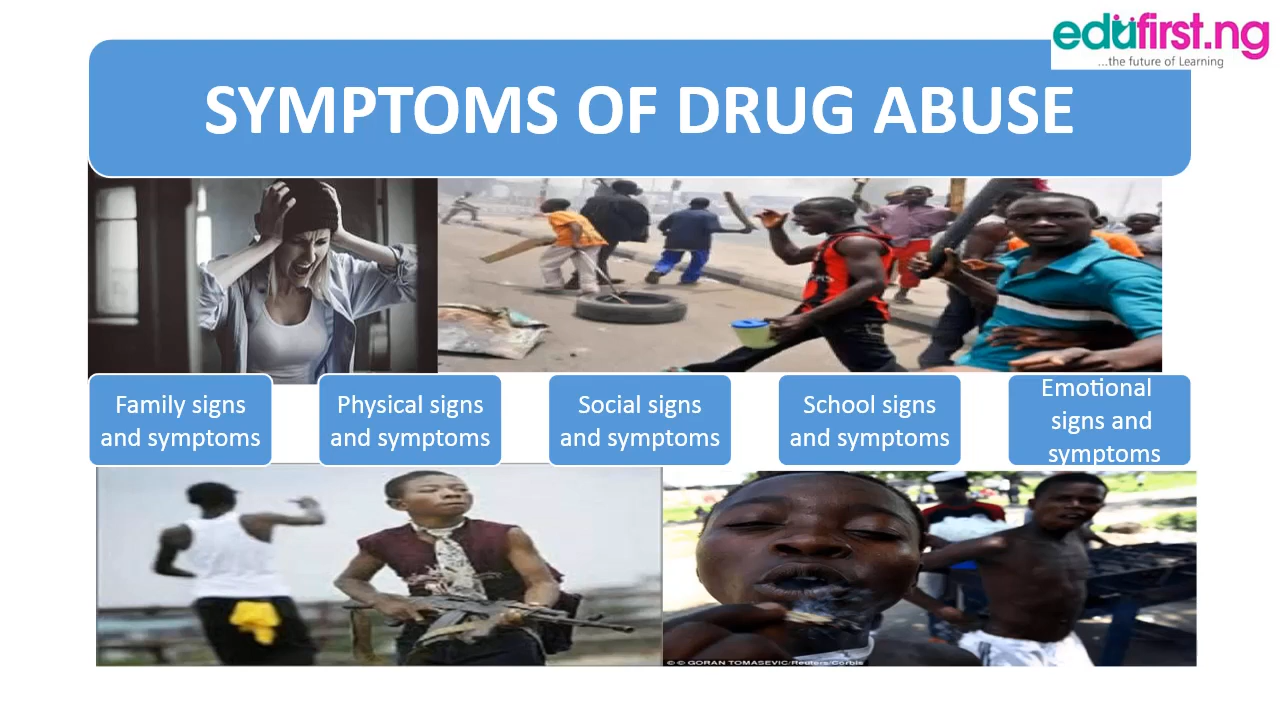 edufirst.ng
...the future of Learning
SYMPTOMS OF DRUG ABUSE
Family signs
and symptoms
Physical signs
and symptoms
Social signs
and symptoms
School signs
and symptoms
Emotional
signs and
symptoms
© © GORAN TOMASEVIC/Reuters/Corbis